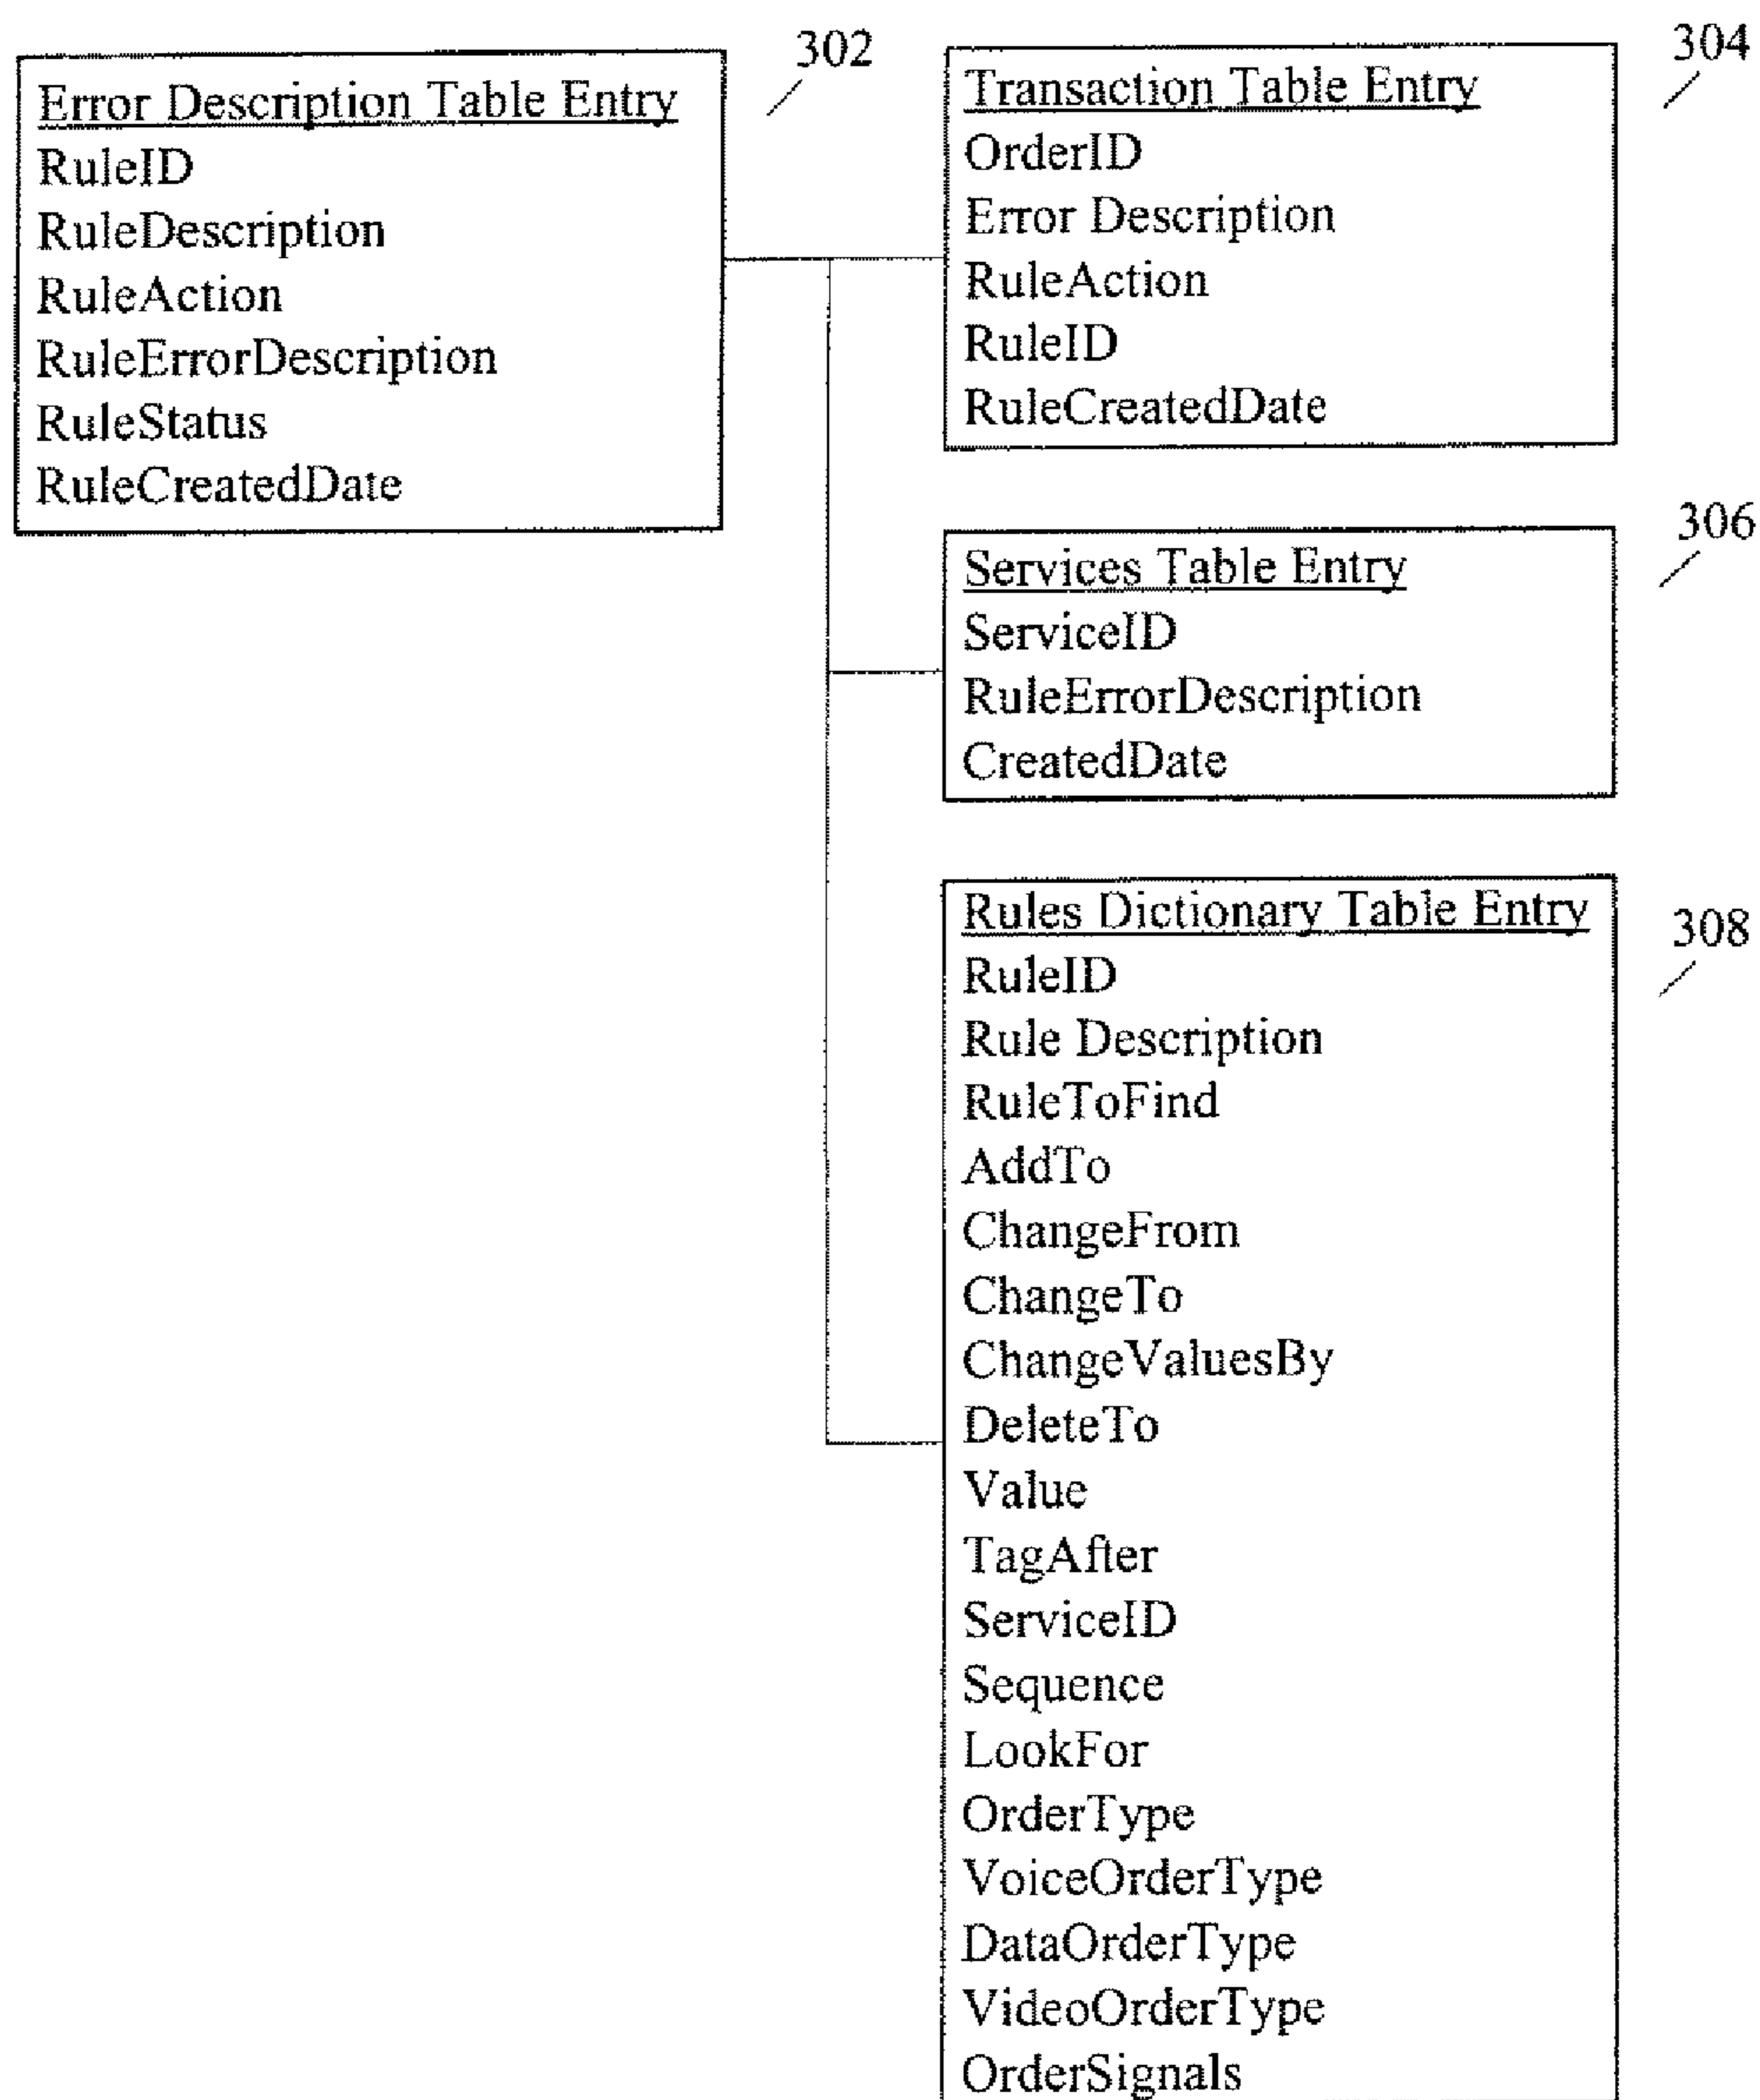 302
Error Description Table Entry
RuleID
RuleDescription
RuleAction
RuleErrorDescription
RuleStatus
RuleCreatedDate
304
Transaction Table Entry
OrderID
Error Description
RuleAction
RuleID
RuleCreatedDate
306
Services Table Entry
ServiceID
RuleErrorDescription
CreatedDate
308
Rules Dictionary Table Entry
RuleID
Rule Description
RuleToFind
AddTo
ChangeFrom
ChangeTo
ChangeValuesBy
DeleteTo
Value
TagAfter
ServiceID
Sequence
LookFor
OrderType
VoiceOrderType
DataOrderType
VideoOrderType
OrderSignals